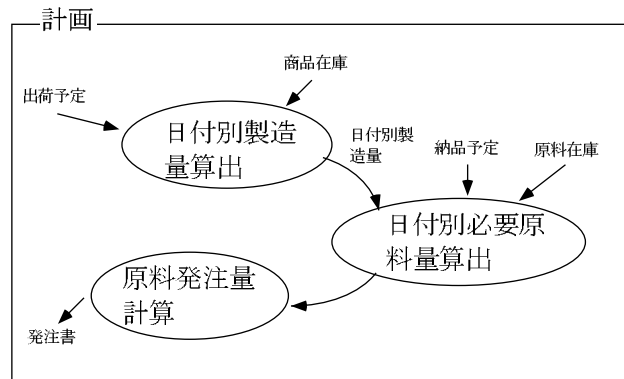 計画
商品在庫
出荷予定
日付別製造
量算出
日付別製
造量
納品予定
原料在庫
日付別必要原
料量算出
原料発注量
計算
発注書